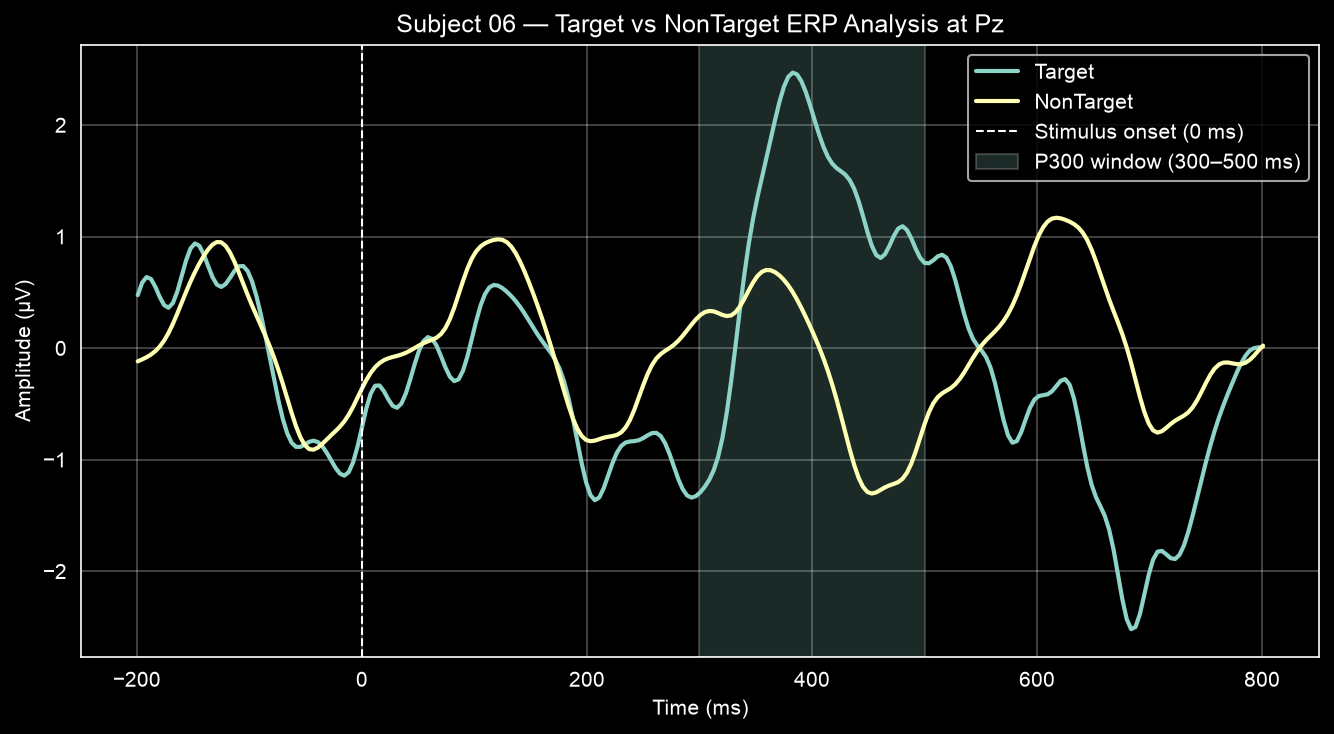 Subject 06 — Target vs NonTarget ERP Analysis at Pz
Target
NonTarget
Stimulus onset (0 ms)
P300 window (300–500 ms)
Amplitude (µV)
2
1
0
−1
−2
−200
0
200
400
600
800
Time (ms)